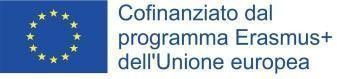 Cofinanziato dal
programma Erasmus+
dell'Unione europea